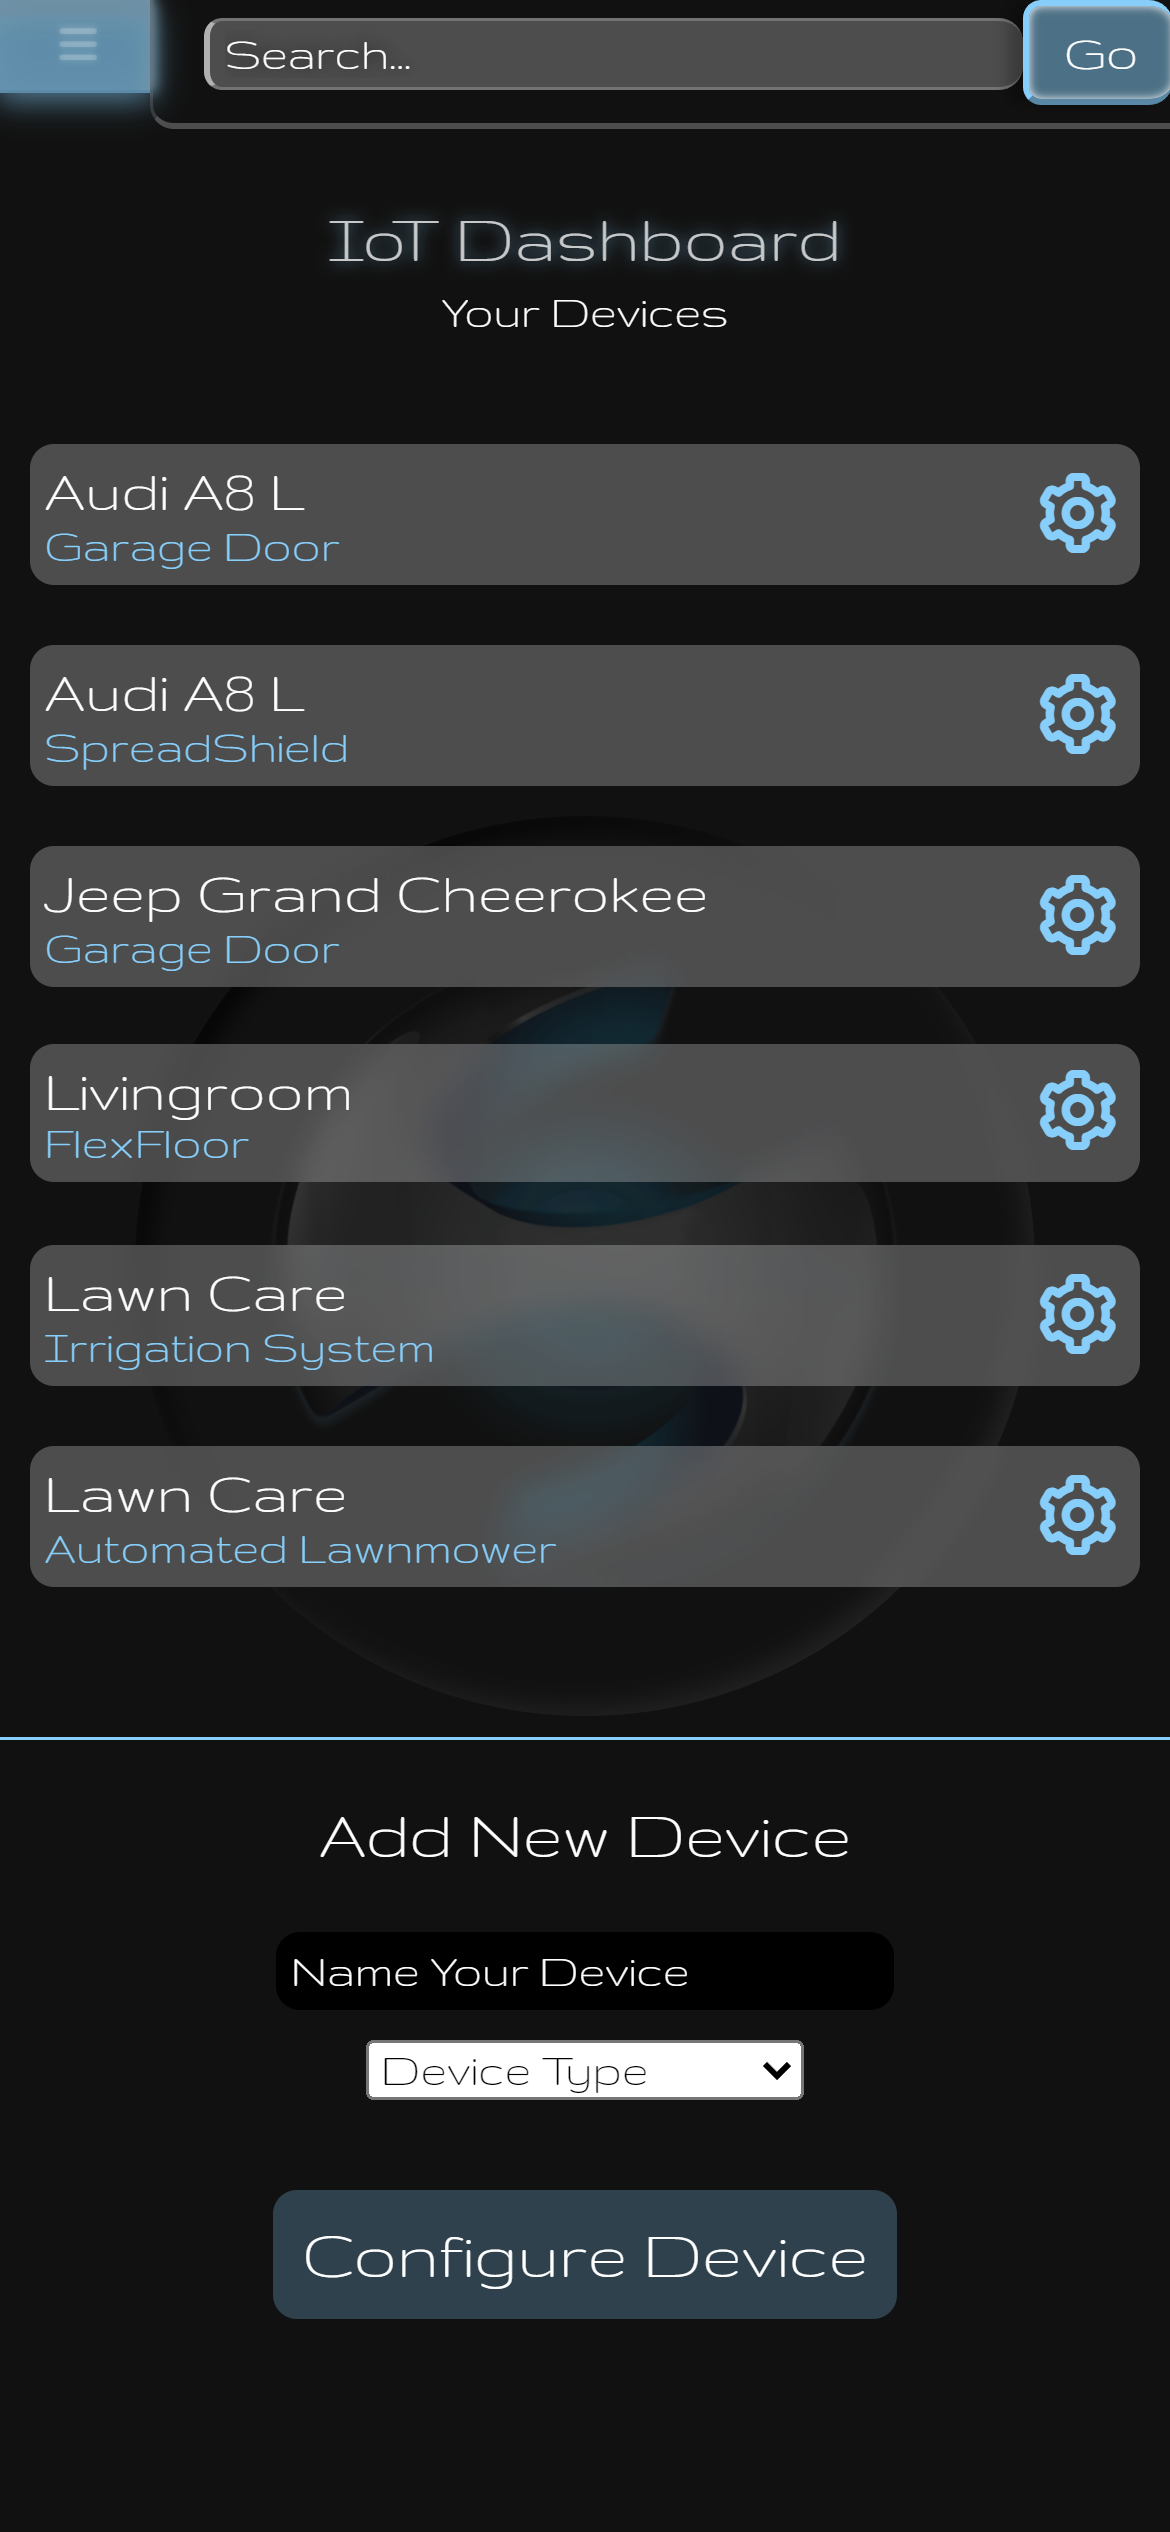 Search...
Go
IoT Dashboard
Your Devices
Audi A8 L
Garage Door
Audi A8 L
SpreadShield
Jeep Grand Cheerokee
Garage Door
Livingroom
FlexFloor
Lawn Care
Irrigation System
Lawn Care
Automated Lawnmower
Add New Device
Name Your Device
Device Type
Configure Device